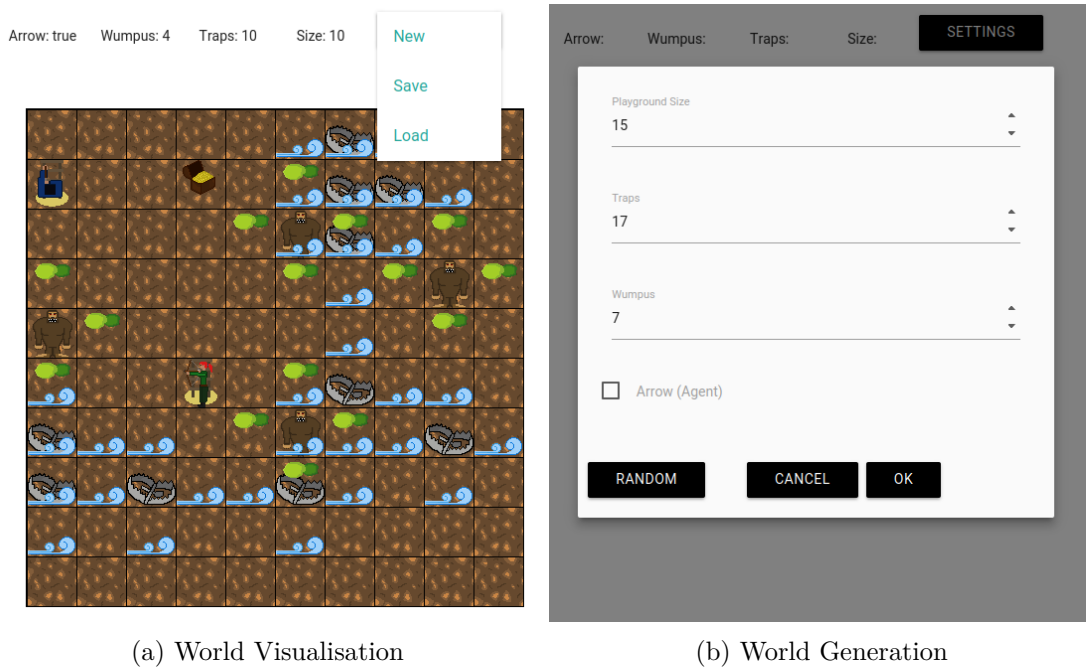 Arrow: true Wumpus: 4 Traps: 10 Size: 10
New
Save
Load
(a) World Visualisation
Arrow: Wumpus: Traps: Size: SETTINGS
Playground Size
15
Traps
17
Wumpus
7
Arrow (Agent)
RANDOM CANCEL OK
(b) World Generation